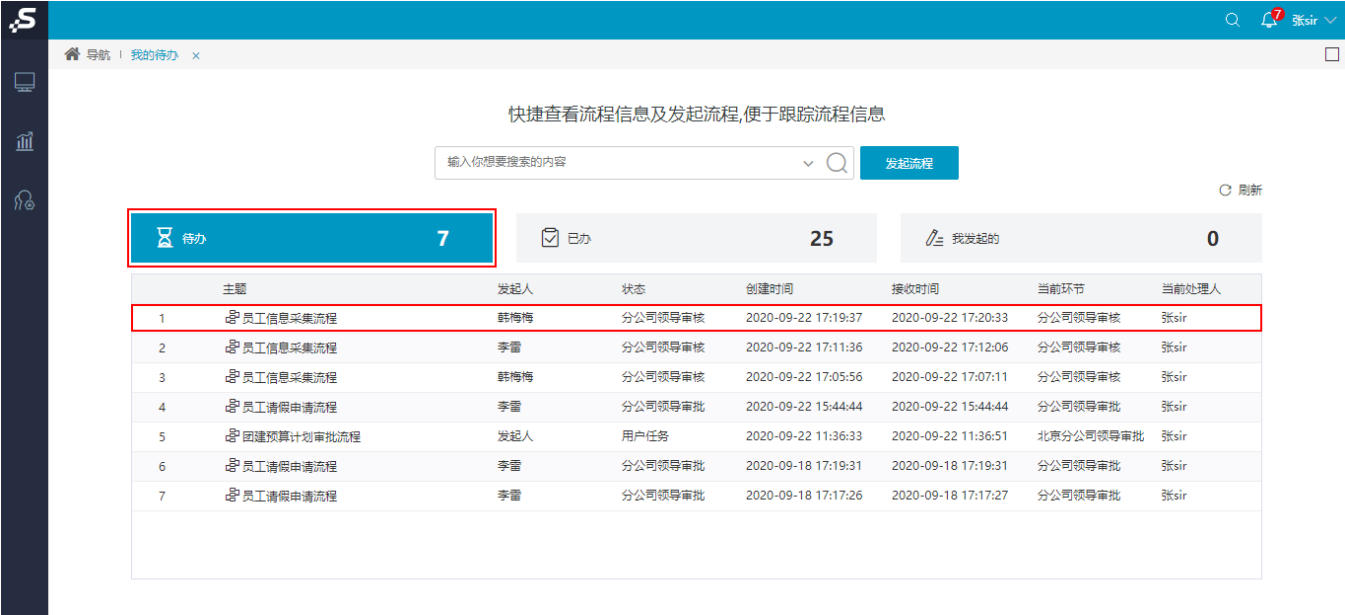 7 张sir
导航 我的待办 ×
快捷查看流程信息及发起流程,便于跟踪流程信息
输入你想要搜索的内容 发起流程
刷新
待办 7 已办 25 我发起的 0
主题 发起人 状态 创建时间 接收时间 当前环节 当前处理人
1 员工信息采集流程 韩梅梅 分公司领导审核 2020-09-22 17:19:37 2020-09-22 17:20:33 分公司领导审核 张sir
2 员工信息采集流程 李雷 分公司领导审核 2020-09-22 17:11:36 2020-09-22 17:12:06 分公司领导审核 张sir
3 员工信息采集流程 韩梅梅 分公司领导审核 2020-09-22 17:05:56 2020-09-22 17:07:11 分公司领导审核 张sir
4 员工请假申请流程 李雷 分公司领导审批 2020-09-22 15:44:44 2020-09-22 15:44:44 分公司领导审批 张sir
5 团建预算计划审批流程 发起人 用户任务 2020-09-22 11:36:33 2020-09-22 11:36:51 北京分公司领导审批 张sir
6 员工请假申请流程 李雷 分公司领导审批 2020-09-18 17:19:31 2020-09-18 17:19:31 分公司领导审批 张sir
7 员工请假申请流程 李雷 分公司领导审批 2020-09-18 17:17:26 2020-09-18 17:17:27 分公司领导审批 张sir